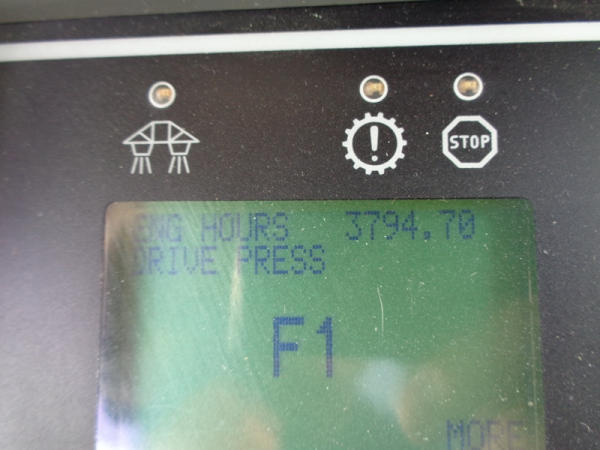 STOP
ENG HOURS 3794.70
DRIVE PRESS
F1
MORE